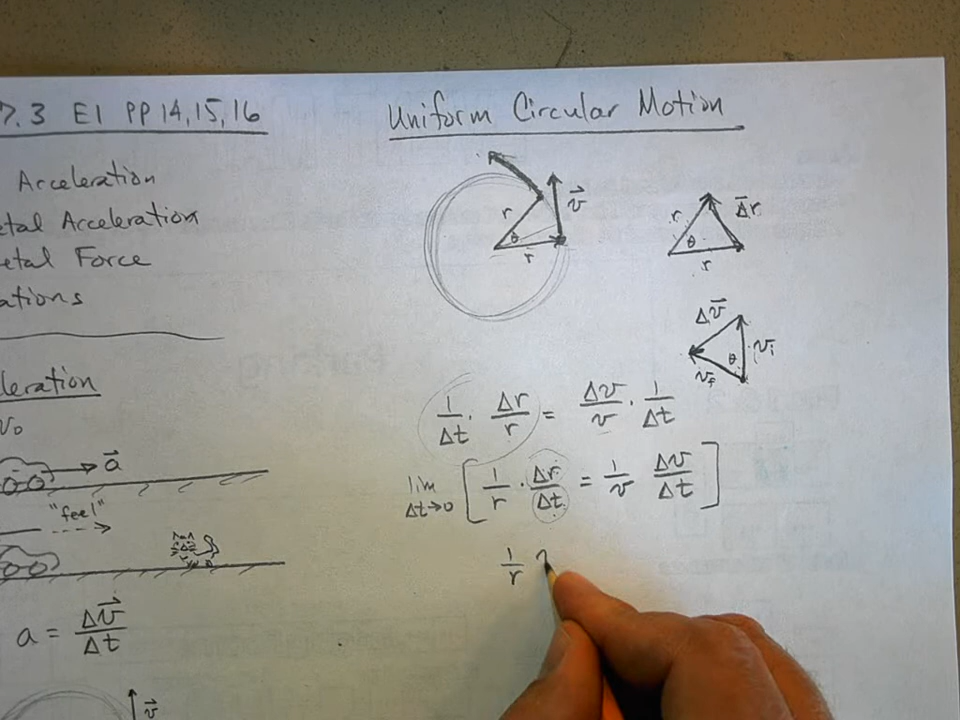 7.3 E1 PP 14,15,16
Acceleration
etal Acceleration
etal Force
ations
leration
v₀
a⃗
"feel"
a = Δv⃗/Δt
v⃗
Uniform Circular Motion
r θ r v⃗
r θ r Δ⃗r
Δv⃗ θ vᵢ v_f
1/Δt · Δr/r = Δv/v · 1/Δt
lim Δt→0 [ 1/r · Δr/Δt = 1/v Δv/Δt ]
1/r